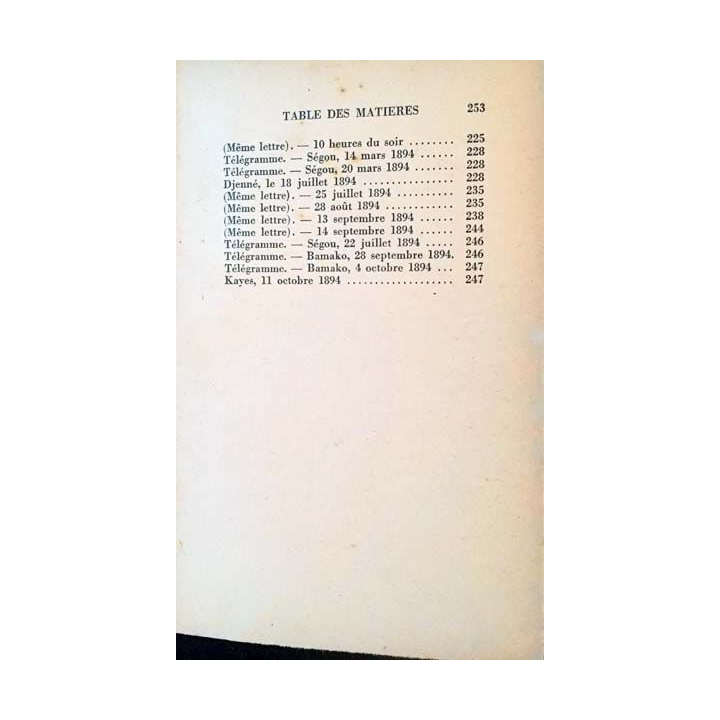 TABLE DES MATIERES 253
(Même lettre). — 10 heures du soir ........ 225
Télégramme. — Ségou, 14 mars 1894 ...... 228
Télégramme. — Ségou, 20 mars 1894 ...... 228
Djenné, le 18 juillet 1894 ................ 228
(Même lettre). — 25 juillet 1894 .......... 235
(Même lettre). — 28 août 1894 ............ 235
(Même lettre). — 13 septembre 1894 ...... 238
(Même lettre). — 14 septembre 1894 ...... 244
Télégramme. — Ségou, 22 juillet 1894 ..... 246
Télégramme. — Bamako, 28 septembre 1894. 246
Télégramme. — Bamako, 4 octobre 1894 ... 247
Kayes, 11 octobre 1894 ................... 247